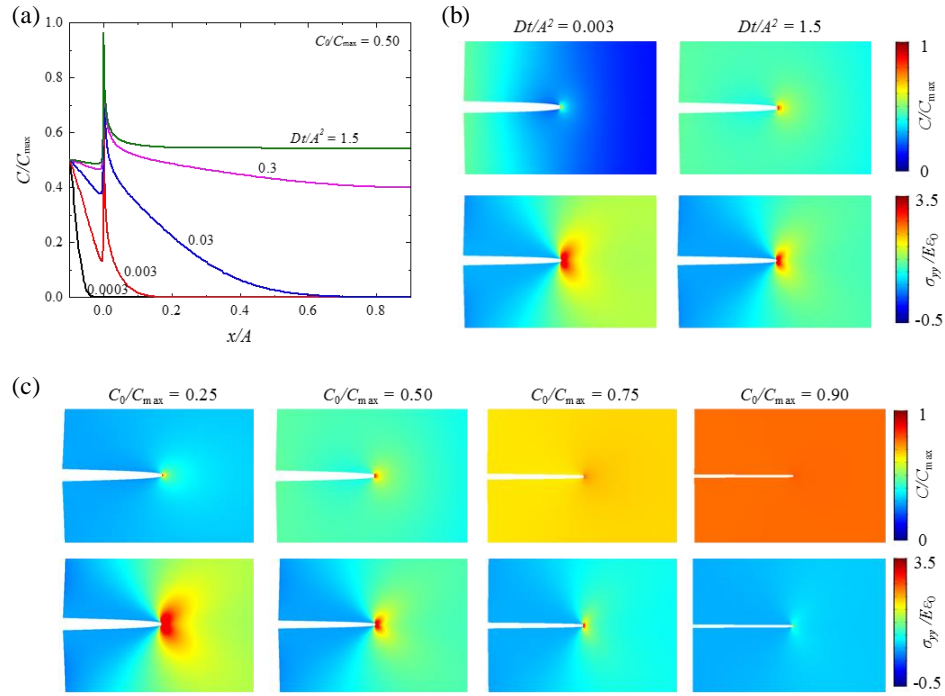 (a)
1.0
0.8
0.6
0.4
0.2
0.0
C/Cmax
C0/Cmax = 0.50
Dt/A² = 1.5
0.3
0.03
0.003
0.0003
0.0 0.2 0.4 0.6 0.8
x/A
(b)
Dt/A² = 0.003 Dt/A² = 1.5
1
C/Cmax
0
3.5
σyy/Eε0
-0.5
(c)
C0/Cmax = 0.25 C0/Cmax = 0.50 C0/Cmax = 0.75 C0/Cmax = 0.90
1
C/Cmax
0
3.5
σyy/Eε0
-0.5